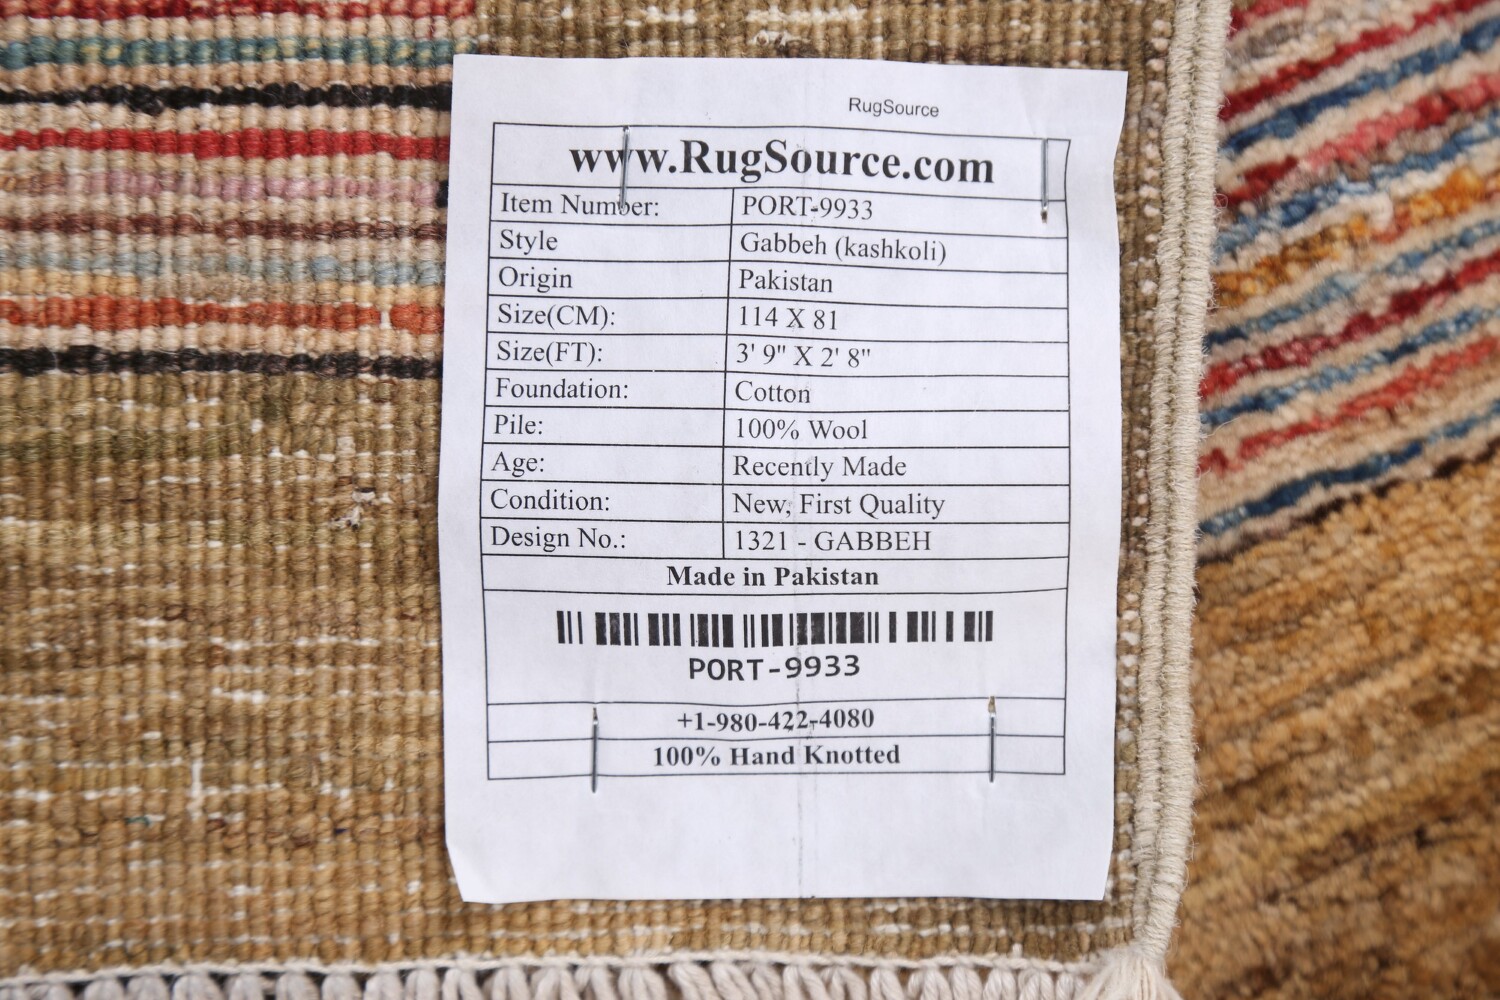 RugSource
www.RugSource.com
Item Number: PORT-9933
Style Gabbeh (kashkoli)
Origin Pakistan
Size(CM): 114 X 81
Size(FT): 3' 9" X 2' 8"
Foundation: Cotton
Pile: 100% Wool
Age: Recently Made
Condition: New, First Quality
Design No.: 1321 - GABBEH
Made in Pakistan
PORT-9933
+1-980-422-4080
100% Hand Knotted